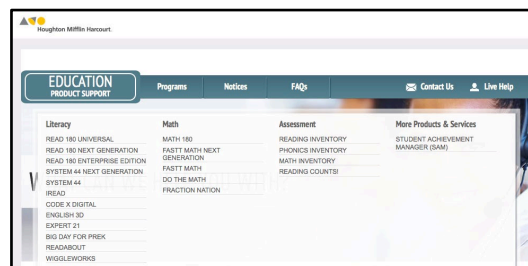 Houghton Mifflin Harcourt
EDUCATION
PRODUCT SUPPORT
Programs
Notices
FAQs
Contact Us
Live Help
Literacy
READ 180 UNIVERSAL
READ 180 NEXT GENERATION
READ 180 ENTERPRISE EDITION
SYSTEM 44 NEXT GENERATION
SYSTEM 44
IREAD
CODE X DIGITAL
ENGLISH 3D
EXPERT 21
BIG DAY FOR PREK
READABOUT
WIGGLEWORKS
Math
MATH 180
FASTT MATH NEXT
GENERATION
FASTT MATH
DO THE MATH
FRACTION NATION
Assessment
READING INVENTORY
PHONICS INVENTORY
MATH INVENTORY
READING COUNTS!
More Products & Services
STUDENT ACHIEVEMENT
MANAGER (SAM)